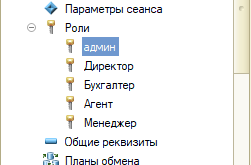 Параметры сеанса
Роли
админ
Директор
Бухгалтер
Агент
Менеджер
Общие реквизиты
Планы обмена